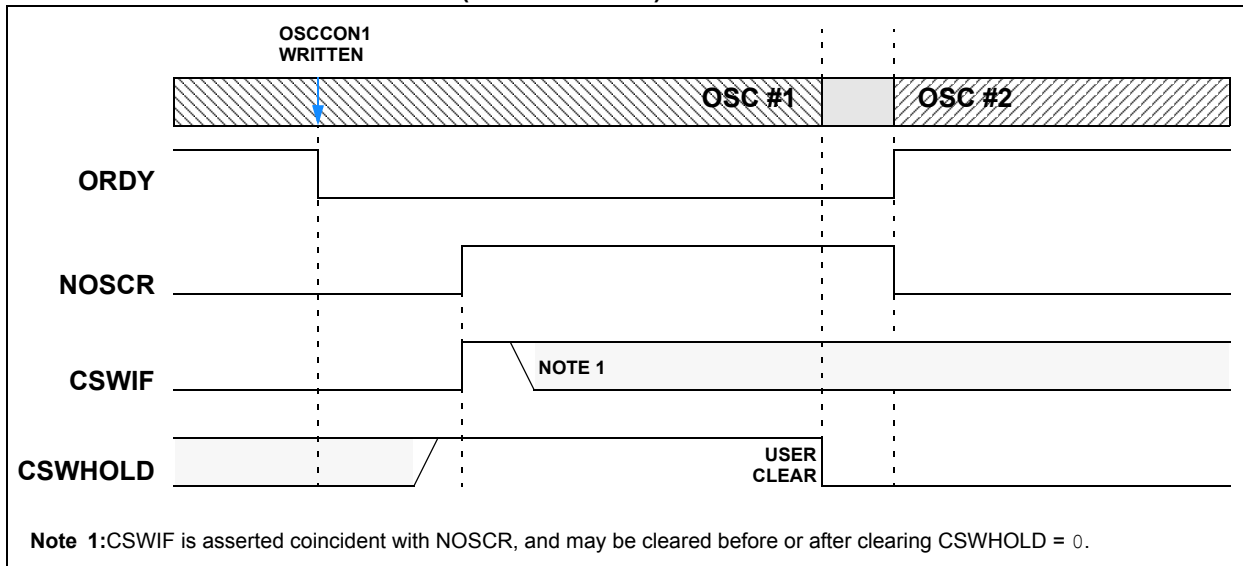 OSCCON1
WRITTEN
OSC #1
OSC #2
ORDY
NOSCR
CSWIF
NOTE 1
CSWHOLD
USER
CLEAR
Note 1:CSWIF is asserted coincident with NOSCR, and may be cleared before or after clearing CSWHOLD = 0.